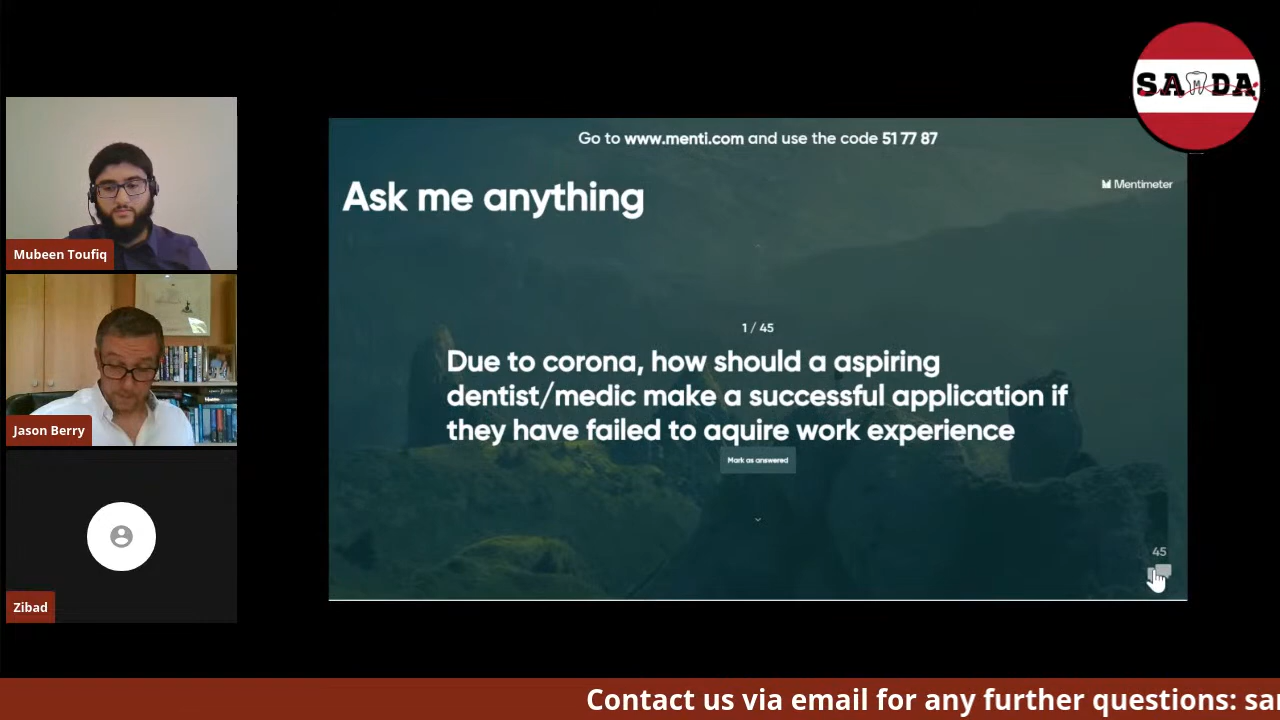 SAMDA
Go to www.menti.com and use the code 51 77 87
Mentimeter
Ask me anything
1 / 45
Due to corona, how should a aspiring
dentist/medic make a successful application if
they have failed to aquire work experience
Mark as answered
45
Mubeen Toufiq
Jason Berry
Zibad
Contact us via email for any further questions: sa